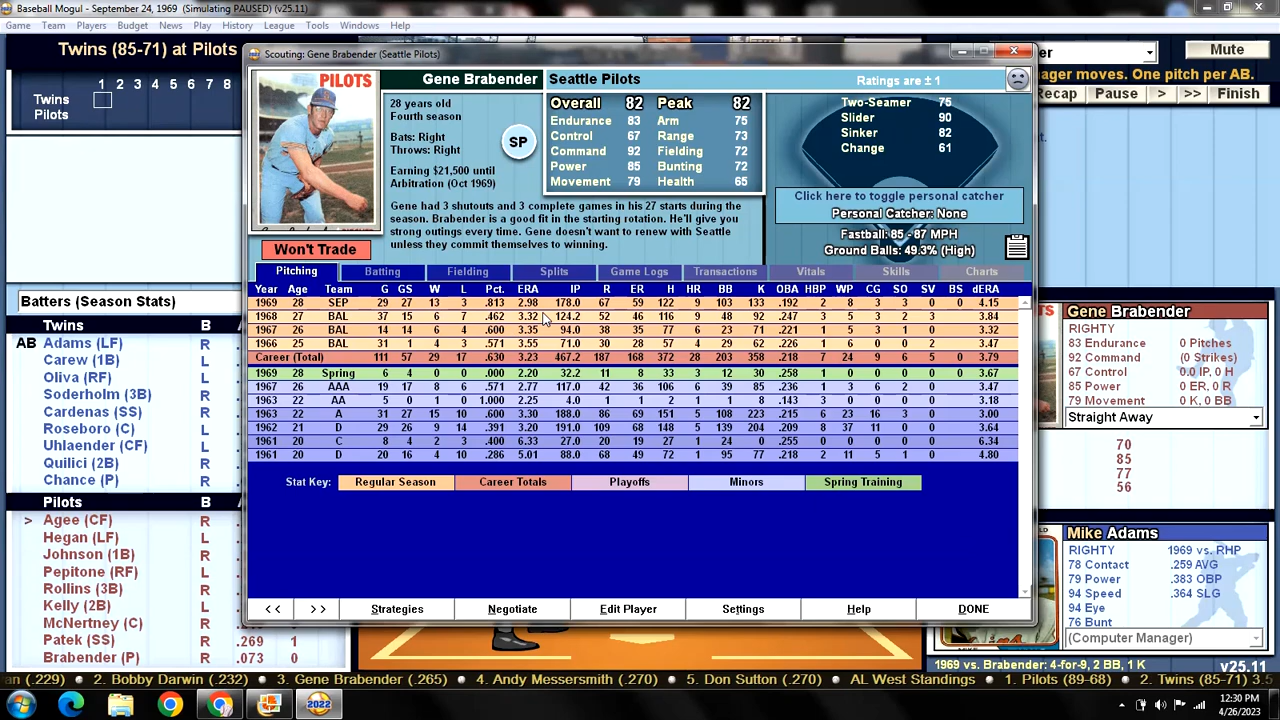 Baseball Mogul - September 24, 1969 (Simulating PAUSED) (v25.11)
Game Team Players Budget News Play History League Tools Windows Help
Twins (85-71) at Pilots
1 2 3 4 5 6 7 8
Twins
Pilots
Mute
nager moves. One pitch per AB.
Recap Pause > >> Finish
Scouting: Gene Brabender (Seattle Pilots)
PILOTS
Gene Brabender
Seattle Pilots
Ratings are ± 1
28 years old
Fourth season
Bats: Right
Throws: Right
Earning $21,500 until
Arbitration (Oct 1969)
SP
Overall 82 Peak 82
Endurance 83 Arm 75
Control 67 Range 73
Command 92 Fielding 72
Power 85 Bunting 72
Movement 79 Health 65
Two-Seamer 75
Slider 90
Sinker 82
Change 61
Click here to toggle personal catcher
Personal Catcher: None
Fastball: 85 - 87 MPH
Ground Balls: 49.3% (High)
Gene had 3 shutouts and 3 complete games in his 27 starts during the
season. Brabender is a good fit in the starting rotation. He'll give you
strong outings every time. Gene doesn't want to renew with Seattle
unless they commit themselves to winning.
Won't Trade
Pitching Batting Fielding Splits Game Logs Transactions Vitals Skills Charts
Year Age Team G GS W L Pct. ERA IP R ER H HR BB K OBA HBP WP CG SO SV BS dERA
1969 28 SEP 29 27 13 3 .813 2.98 178.0 67 59 122 9 103 133 .192 2 8 3 3 0 0 4.15
1968 27 BAL 37 15 6 7 .462 3.32 124.2 52 46 116 9 48 92 .247 1 5 3 2 3 0 3.84
1967 26 BAL 14 14 6 4 .600 3.35 94.0 38 35 77 6 23 71 .221 1 5 3 1 0 0 3.32
1966 25 BAL 31 1 4 3 .571 3.55 71.0 30 28 57 4 29 62 .226 1 6 0 0 2 0 3.47
Career (Total) 111 57 29 17 .630 3.23 467.2 187 168 372 28 203 358 .218 7 24 9 6 5 0 3.79
1969 28 Spring 6 4 0 0 .000 2.20 32.2 11 8 33 3 12 30 .258 1 0 0 0 0 0 3.67
1967 26 AAA 19 17 8 6 .571 2.77 117.0 42 36 106 6 39 85 .236 1 3 6 2 0 0 3.47
1963 22 AA 5 0 1 0 1.000 2.25 4.0 1 1 2 1 1 8 .143 3 0 0 0 0 0 3.18
1963 22 A 31 27 15 10 .600 3.30 188.0 86 69 151 5 108 223 .215 6 23 16 3 0 0 3.00
1962 21 D 29 26 9 14 .391 3.20 191.0 109 68 148 5 139 204 .209 8 37 11 0 0 0 3.64
1961 20 C 8 4 2 3 .400 6.33 27.0 20 19 27 1 24 0 .255 0 0 0 0 0 0 6.34
1961 20 D 20 16 4 10 .286 5.01 88.0 68 49 72 1 95 77 .218 2 11 5 1 0 0 4.80
Stat Key: Regular Season Career Totals Playoffs Minors Spring Training
<< >> Strategies Negotiate Edit Player Settings Help DONE
Batters (Season Stats)
Twins B
AB Adams (LF) R
Carew (1B) L
Oliva (RF) L
Soderholm (3B) R
Cardenas (SS) R
Roseboro (C) L
Uhlaender (CF) L
Quilici (2B) R
Chance (P) R
Pilots B
> Agee (CF) R
Hegan (LF) L
Johnson (1B) R
Pepitone (RF) L
Rollins (3B) R
Kelly (2B) L
McNertney (C) R
Patek (SS) R .269 1
Brabender (P) R .073 0
Gene Brabender
RIGHTY
83 Endurance 0 Pitches
92 Command (0 Strikes)
67 Control 0.0 IP, 0 H
85 Power 0 ER, 0 R
79 Movement 0 K, 0 BB
Straight Away
70
85
77
56
Mike Adams
RIGHTY 1969 vs. RHP
78 Contact .259 AVG
79 Power .383 OBP
94 Speed .364 SLG
94 Eye
76 Bunt
(Computer Manager)
1969 vs. Brabender: 4-for-9, 2 BB, 1 K
v25.11
an (.229) 2. Bobby Darwin (.232) 3. Gene Brabender (.265) 4. Andy Messersmith (.270) 5. Don Sutton (.270) AL West Standings 1. Pilots (89-68) 2. Twins (85-71) 3.5
2022
12:30 PM
4/26/2023